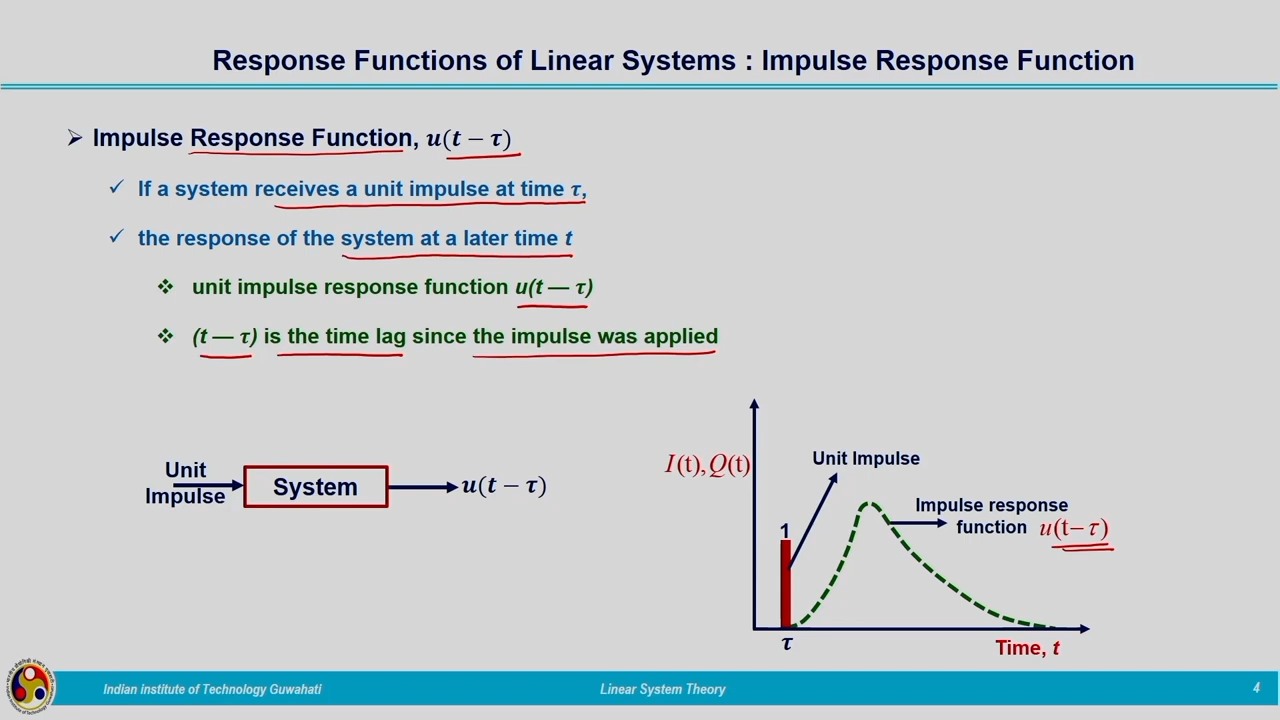 Response Functions of Linear Systems : Impulse Response Function
➢ Impulse Response Function, u(t − τ)
✓ If a system receives a unit impulse at time τ,
✓ the response of the system at a later time t
❖ unit impulse response function u(t — τ)
❖ (t — τ) is the time lag since the impulse was applied
Unit
Impulse
System
u(t − τ)
I(t),Q(t)
Unit Impulse
Impulse response
function u(t−τ)
1
τ
Time, t
Indian institute of Technology Guwahati
Linear System Theory
4